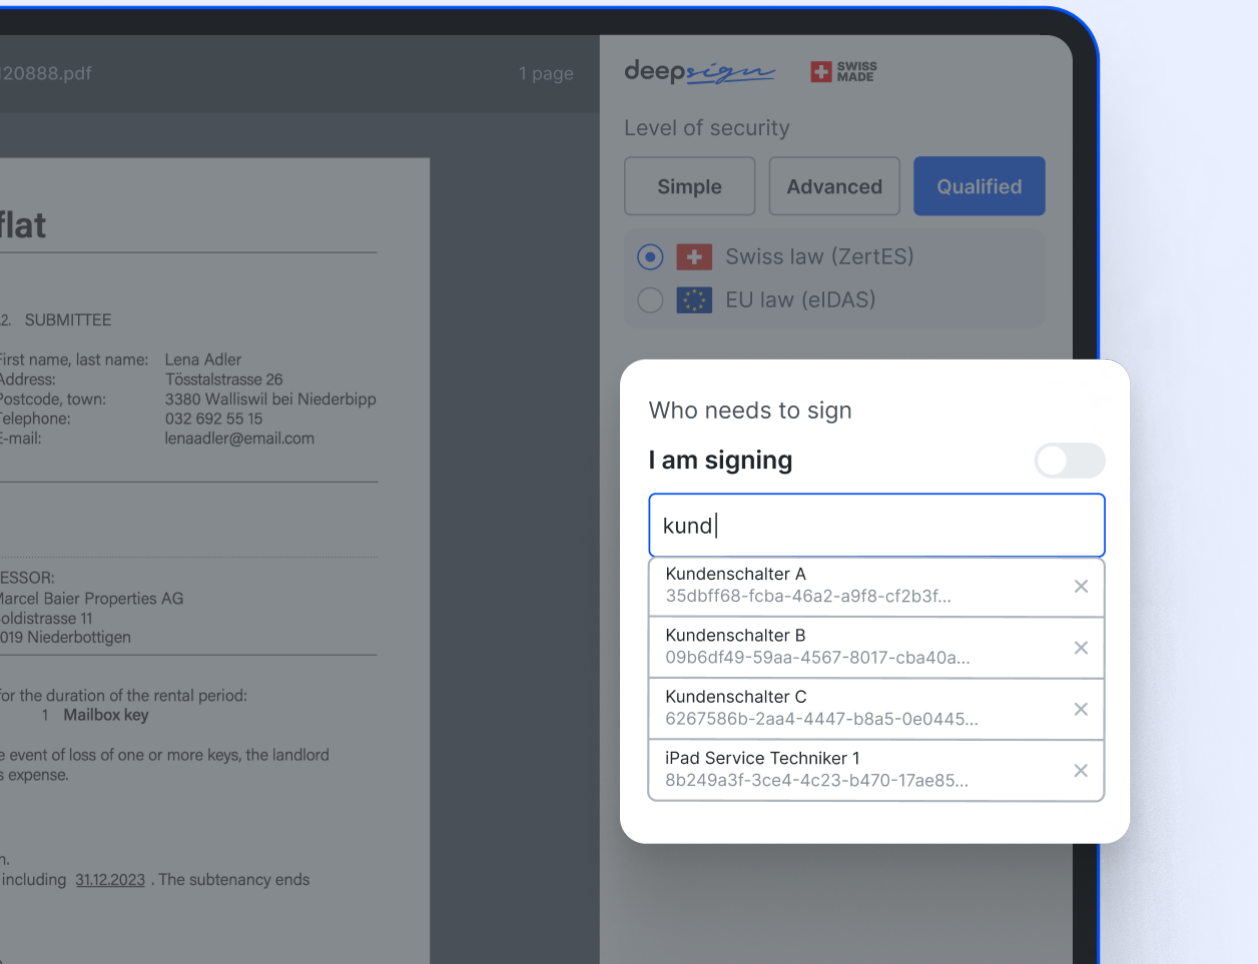 120888.pdf
1 page
flat
2. SUBMITTEE
First name, last name: Lena Adler
Address: Tösstalstrasse 26
Postcode, town: 3380 Walliswil bei Niederbipp
Telephone: 032 692 55 15
E-mail: lenaadler@email.com
ESSOR:
Marcel Baier Properties AG
oldistrasse 11
019 Niederbottigen
for the duration of the rental period:
1 Mailbox key
e event of loss of one or more keys, the landlord
s expense.
n.
including 31.12.2023 . The subtenancy ends
deepsign
SWISS
MADE
Level of security
Simple
Advanced
Qualified
Swiss law (ZertES)
EU law (eIDAS)
Who needs to sign
I am signing
kund
Kundenschalter A
35dbff68-fcba-46a2-a9f8-cf2b3f...
Kundenschalter B
09b6df49-59aa-4567-8017-cba40a...
Kundenschalter C
6267586b-2aa4-4447-b8a5-0e0445...
iPad Service Techniker 1
8b249a3f-3ce4-4c23-b470-17ae85...